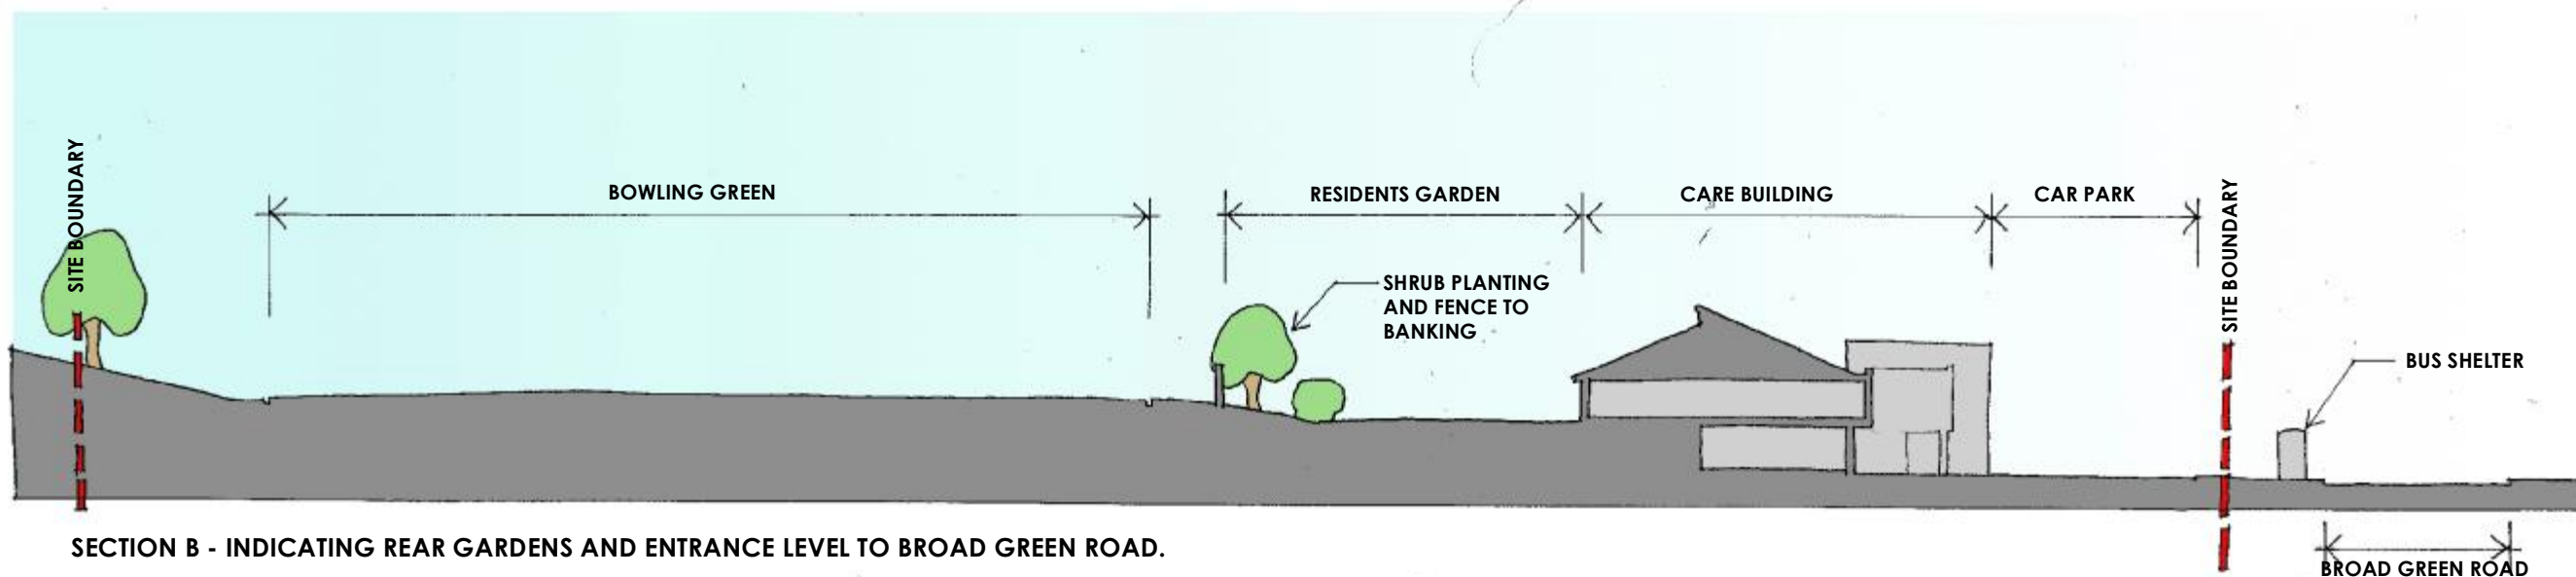 SITE BOUNDARY
BOWLING GREEN
RESIDENTS GARDEN
CARE BUILDING
CAR PARK
SITE BOUNDARY
SHRUB PLANTING
AND FENCE TO
BANKING
BUS SHELTER
SECTION B - INDICATING REAR GARDENS AND ENTRANCE LEVEL TO BROAD GREEN ROAD.
BROAD GREEN ROAD